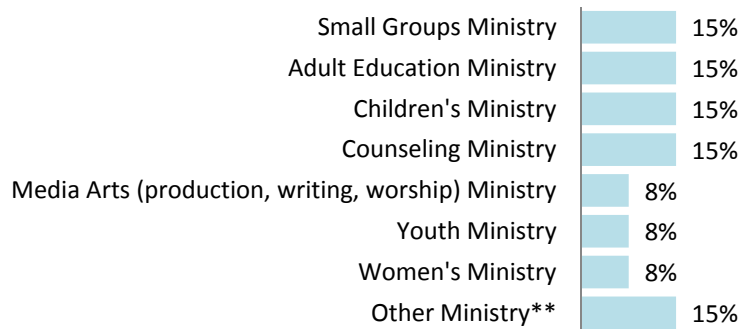 Small Groups Ministry 15%
Adult Education Ministry 15%
Children's Ministry 15%
Counseling Ministry 15%
Media Arts (production, writing, worship) Ministry 8%
Youth Ministry 8%
Women's Ministry 8%
Other Ministry** 15%